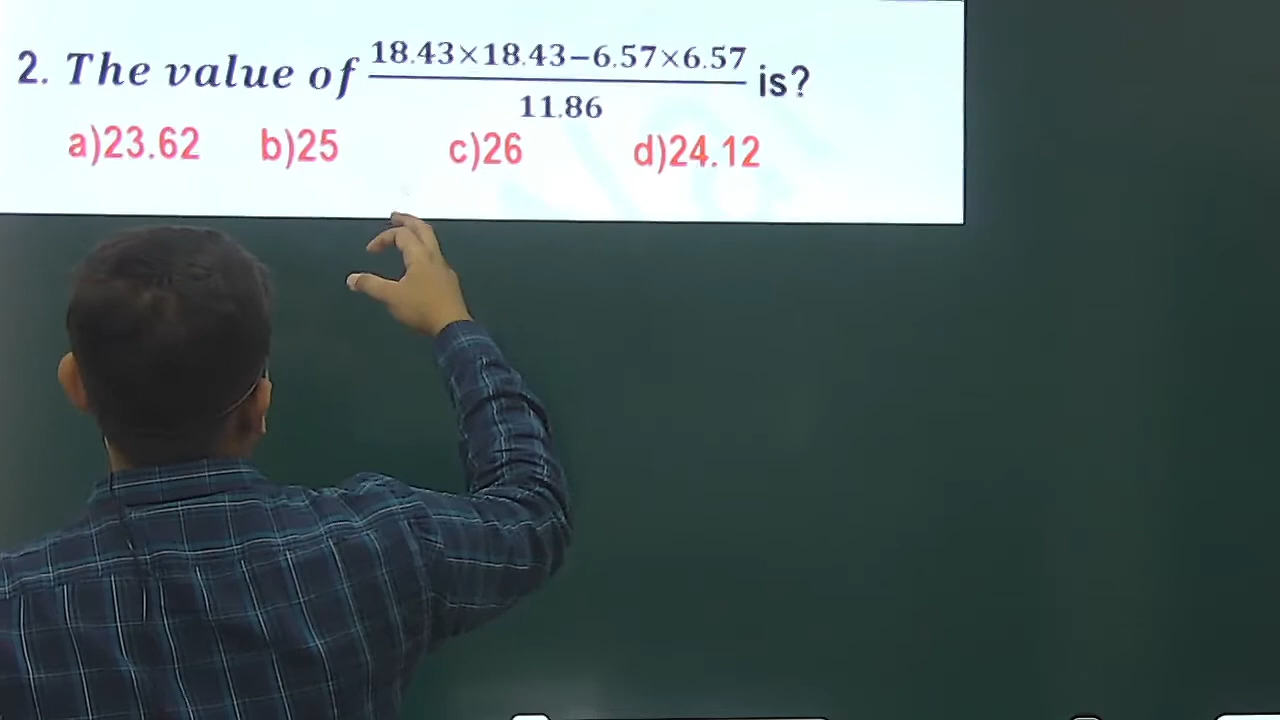 2. The value of 18.43×18.43−6.57×6.57 / 11.86 is?
a)23.62 b)25 c)26 d)24.12